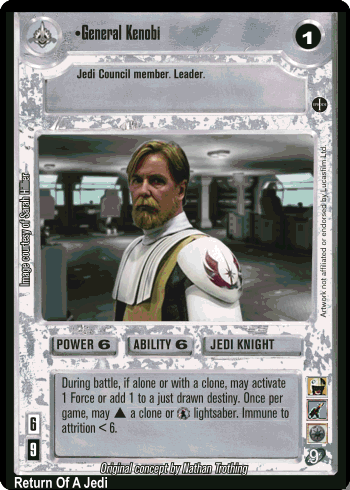 •General Kenobi
1
Jedi Council member. Leader.
Image courtesy of Sarah Hiller
Artwork not affiliated or endorsed by Lucasfilm Ltd.
POWER 6 ABILITY 6 JEDI KNIGHT
During battle, if alone or with a clone, may activate
1 Force or add 1 to a just drawn destiny. Once per
game, may ▲ a clone or lightsaber. Immune to
attrition < 6.
6
9
9
Original concept by Nathan Trothing
Return Of A Jedi